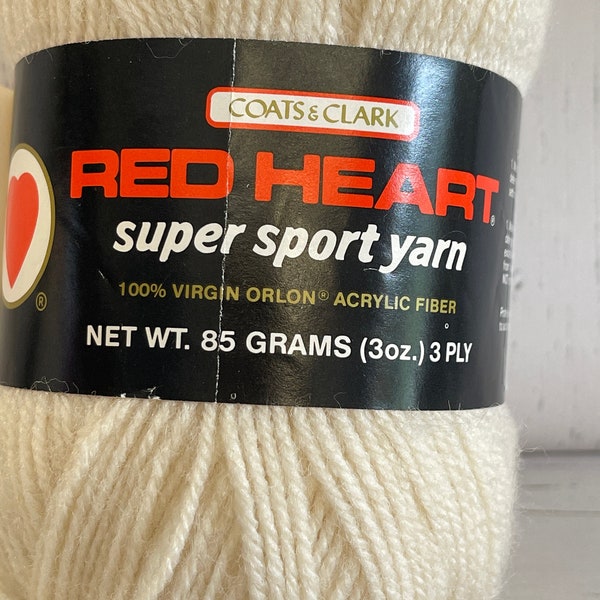 COATS & CLARK
RED HEART®
super sport yarn
100% VIRGIN ORLON® ACRYLIC FIBER
NET WT. 85 GRAMS (3oz.) 3 PLY
®